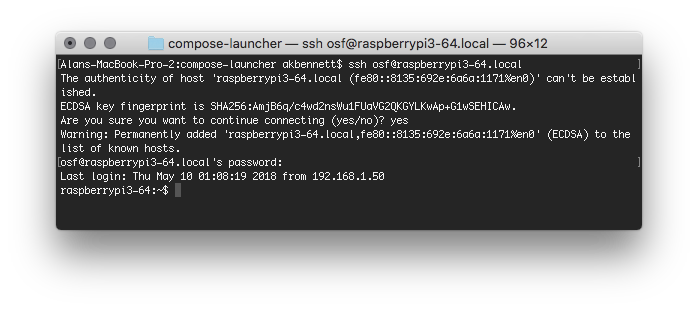 compose-launcher — ssh osf@raspberrypi3-64.local — 96×12
[Alans-MacBook-Pro-2:compose-launcher akbennett$ ssh osf@raspberrypi3-64.local ]
The authenticity of host 'raspberrypi3-64.local (fe80::8135:692e:6a6a:1171%en0)' can't be establ
ished.
ECDSA key fingerprint is SHA256:AmjB6q/c4wd2nsWu1FUaVG2QKGYLKwAp+G1wSEHICAw.
Are you sure you want to continue connecting (yes/no)? yes
Warning: Permanently added 'raspberrypi3-64.local,fe80::8135:692e:6a6a:1171%en0' (ECDSA) to the
list of known hosts.
[osf@raspberrypi3-64.local's password: ]
Last login: Thu May 10 01:08:19 2018 from 192.168.1.50
raspberrypi3-64:~$